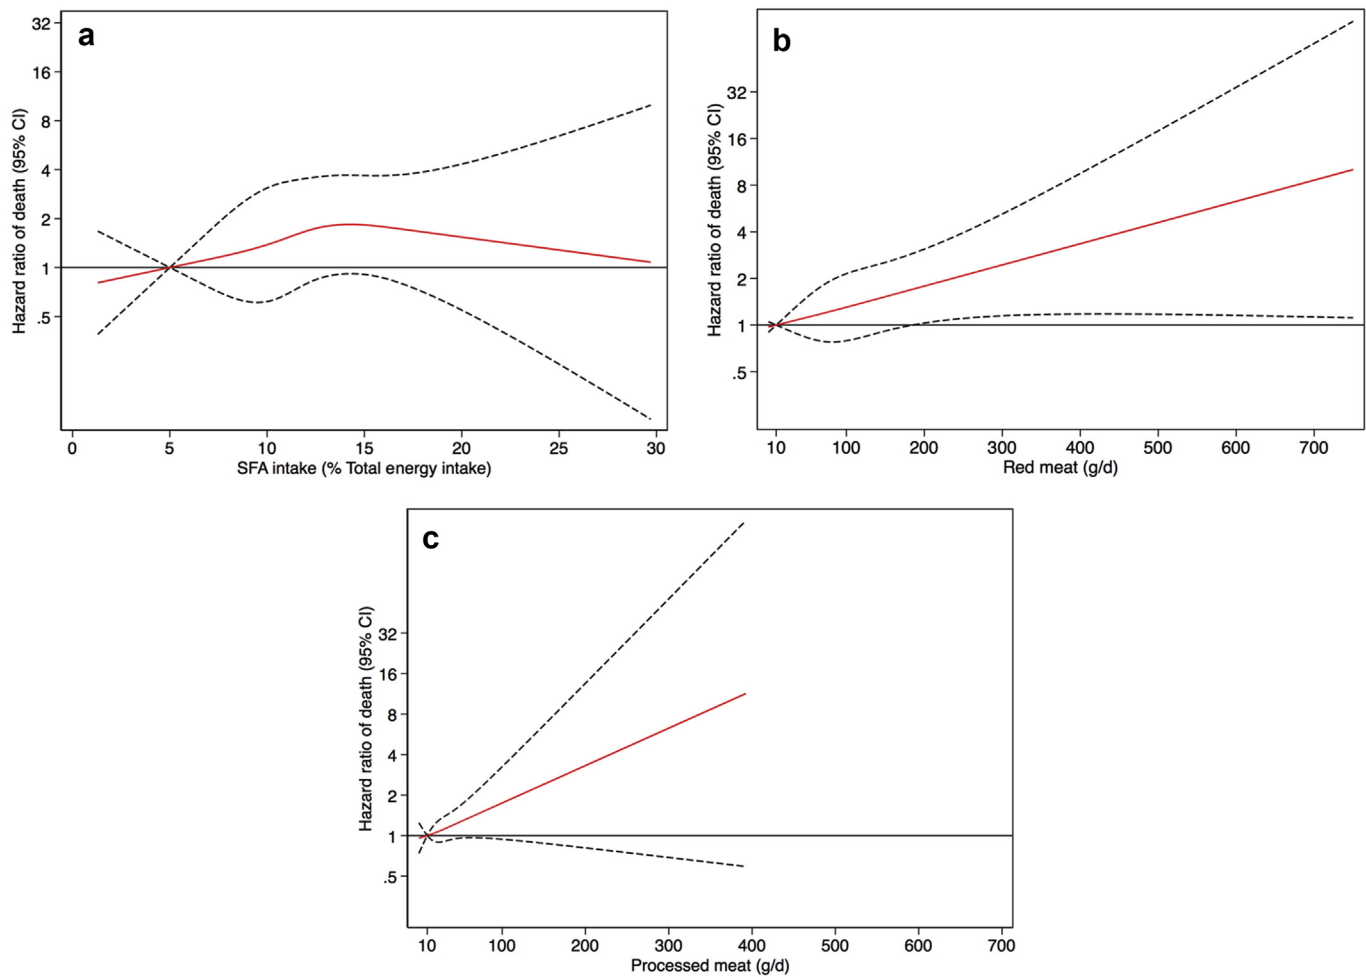 a
Hazard ratio of death (95% CI)
32
16
8
4
2
1
.5
0 5 10 15 20 25 30
SFA intake (% Total energy intake)
b
Hazard ratio of death (95% CI)
32
16
8
4
2
1
.5
10 100 200 300 400 500 600 700
Red meat (g/d)
c
Hazard ratio of death (95% CI)
32
16
8
4
2
1
.5
10 100 200 300 400 500 600 700
Processed meat (g/d)